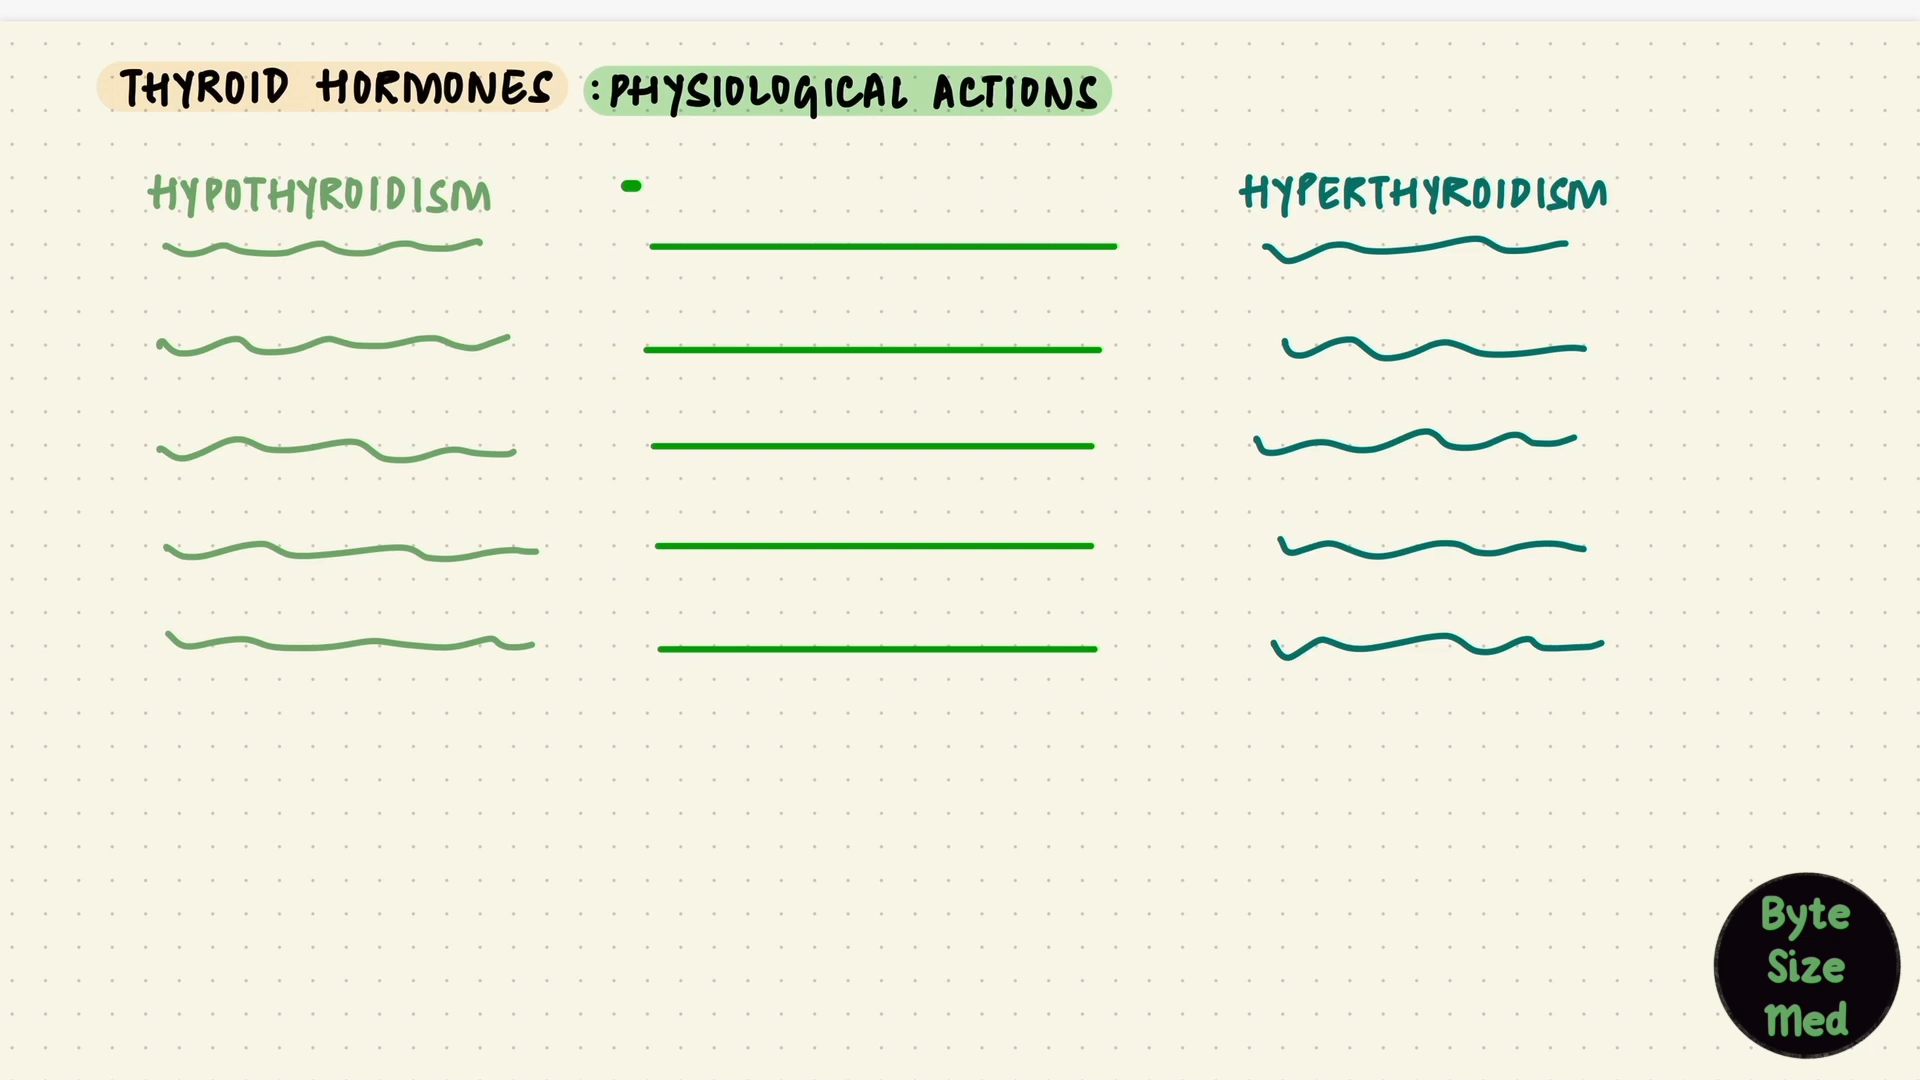 THYROID HORMONES : PHYSIOLOGICAL ACTIONS
HYPOTHYROIDISM
HYPERTHYROIDISM
Byte
Size
Med